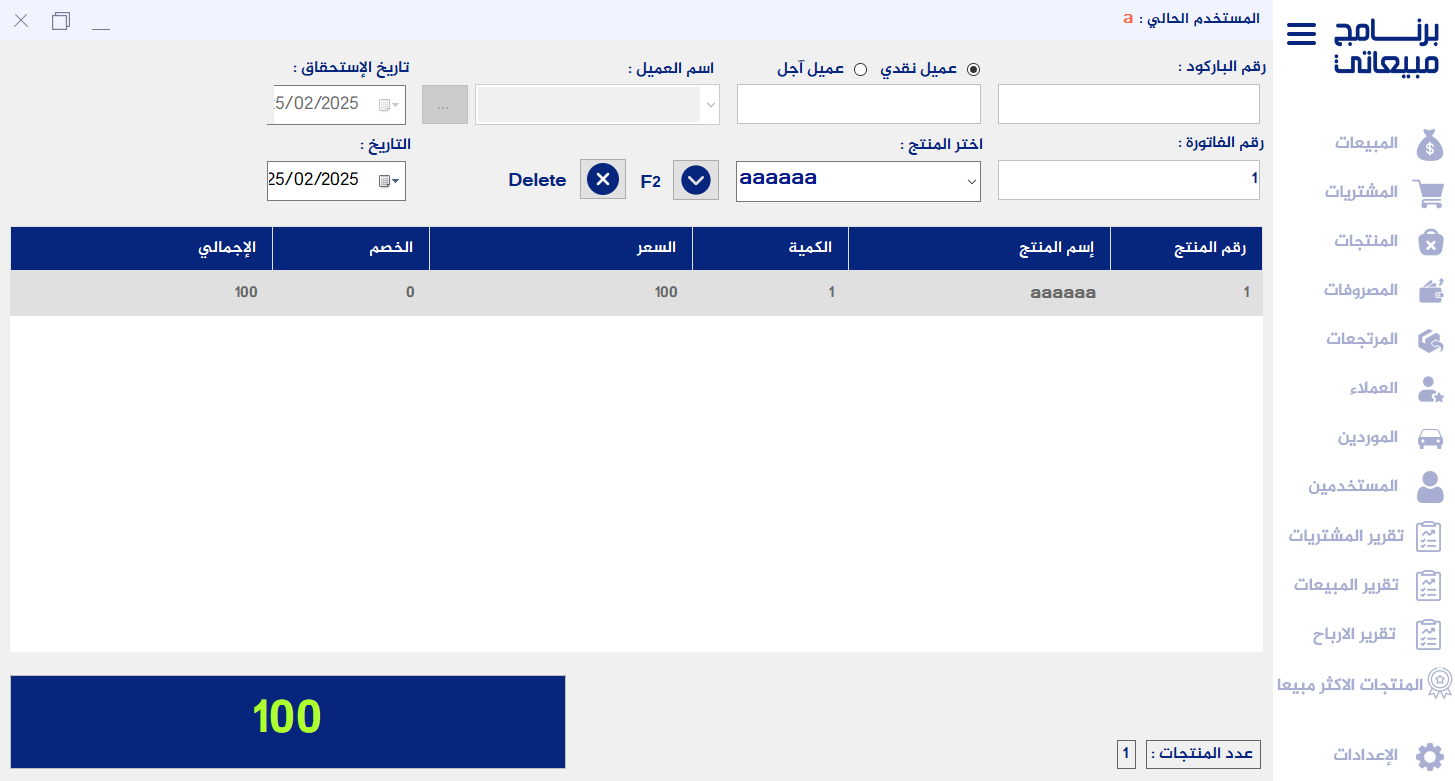 المستخدم الحالي : a
برنــامج
مبيعاتي
المبيعات
المشتريات
المنتجات
المصروفات
المرتجعات
العملاء
الموردين
المستخدمين
تقرير المشتريات
تقرير المبيعات
تقرير الارباح
المنتجات الاكثر مبيعا
الإعدادات
رقم الباركود :
عميل نقدي
عميل آجل
اسم العميل :
...
تاريخ الإستحقاق :
25/02/2025
رقم الفاتورة :
1
اختر المنتج :
aaaaaa
F2
Delete
التاريخ :
25/02/2025
رقم المنتج إسم المنتج الكمية السعر الخصم الإجمالي
1 aaaaaa 1 100 0 100
عدد المنتجات : 1
100